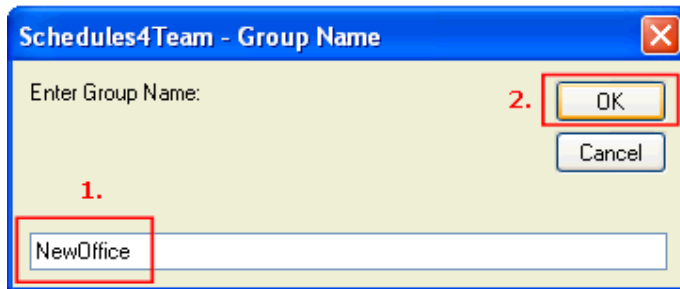 Schedules4Team - Group Name
Enter Group Name:
2.
OK
Cancel
1.
NewOffice